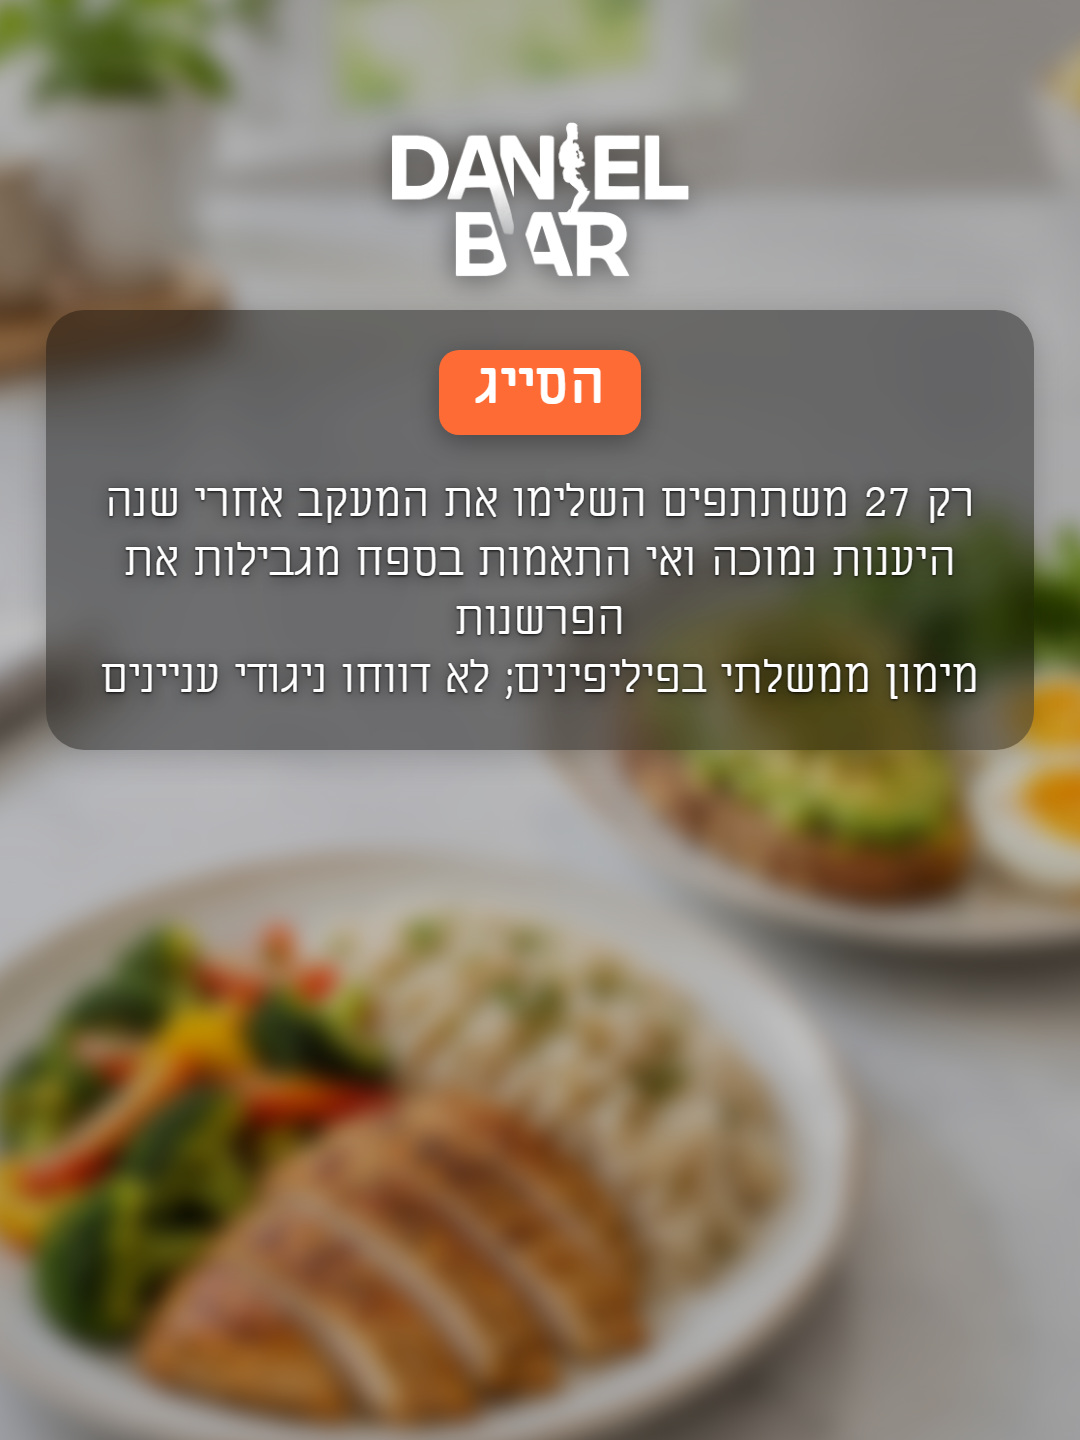 DANIEL
BAR
הסייג
רק 27 משתתפים השלימו את המעקב אחרי שנה
היענות נמוכה ואי התאמות בספח מגבילות את
הפרשנות
מימון ממשלתי בפיליפינים; לא דווחו ניגודי עניינים